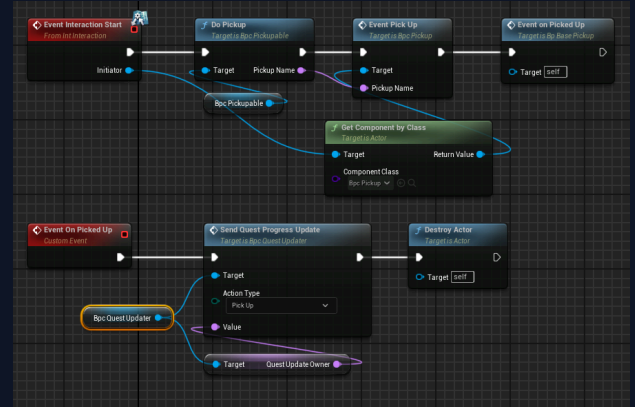 Event Interaction Start
From Int Interaction
Initiator
Do Pickup
Target is Bpc Pickupable
Target
Pickup Name
Bpc Pickupable
Event Pick Up
Target is Bpc Pickup
Target
Pickup Name
Event on Picked Up
Target is Bp Base Pickup
Target self
Get Component by Class
Target is Actor
Target
Return Value
Component Class
Bpc Pickup
Event On Picked Up
Custom Event
Send Quest Progress Update
Target is Bpc Quest Updater
Target
Action Type
Pick Up
Value
Destroy Actor
Target is Actor
Target self
Bpc Quest Updater
Target
Quest Update Owner